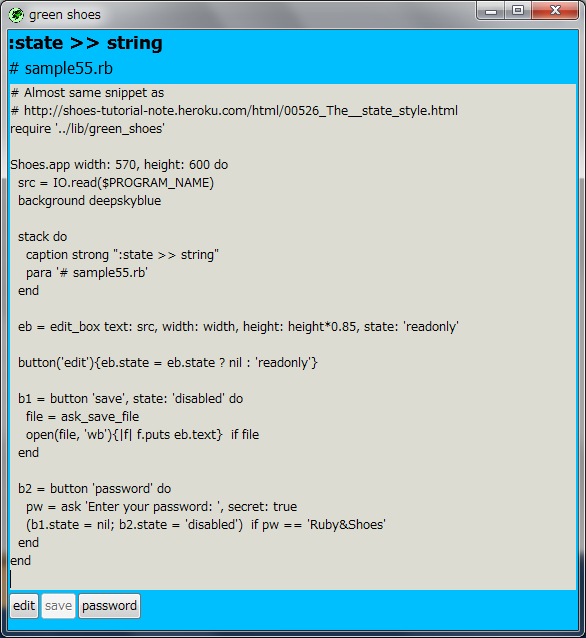 green shoes
:state >> string
# sample55.rb
# Almost same snippet as
# http://shoes-tutorial-note.heroku.com/html/00526_The__state_style.html
require '../lib/green_shoes'

Shoes.app width: 570, height: 600 do
  src = IO.read($PROGRAM_NAME)
  background deepskyblue

  stack do
    caption strong ":state >> string"
    para '# sample55.rb'
  end

  eb = edit_box text: src, width: width, height: height*0.85, state: 'readonly'

  button('edit'){eb.state = eb.state ? nil : 'readonly'}

  b1 = button 'save', state: 'disabled' do
    file = ask_save_file
    open(file, 'wb'){|f| f.puts eb.text}  if file
  end

  b2 = button 'password' do
    pw = ask 'Enter your password: ', secret: true
    (b1.state = nil; b2.state = 'disabled')  if pw == 'Ruby&Shoes'
  end
end
edit save password